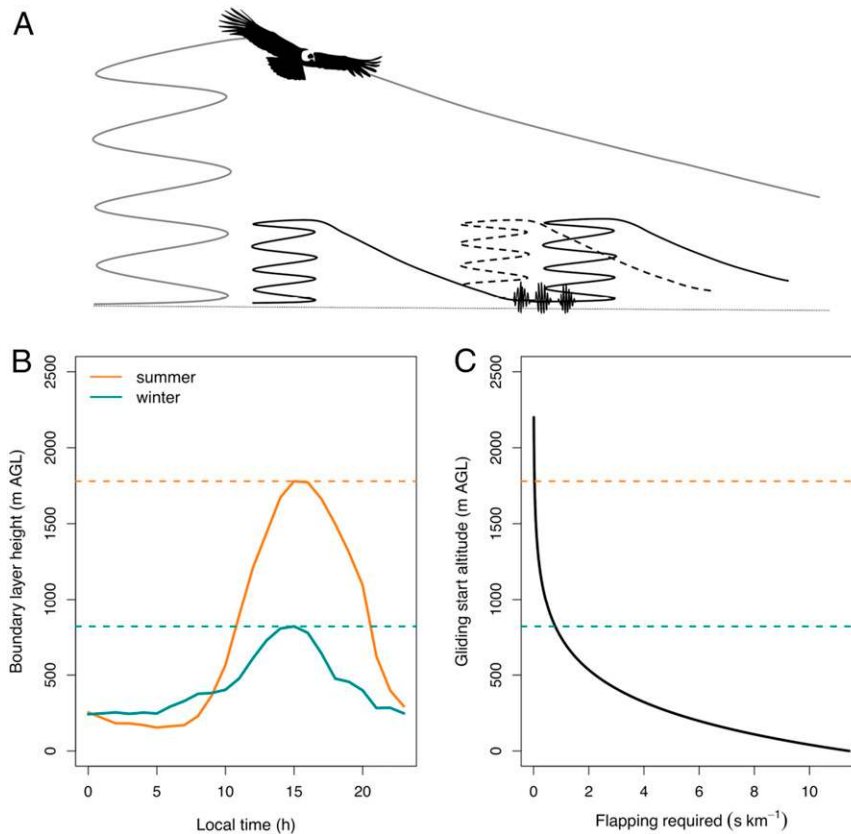 A
B
summer
winter
Boundary layer height (m AGL)
2500
2000
1500
1000
500
0
0 5 10 15 20
Local time (h)
C
Gliding start altitude (m AGL)
2500
2000
1500
1000
500
0
0 2 4 6 8 10
Flapping required (s km⁻¹)